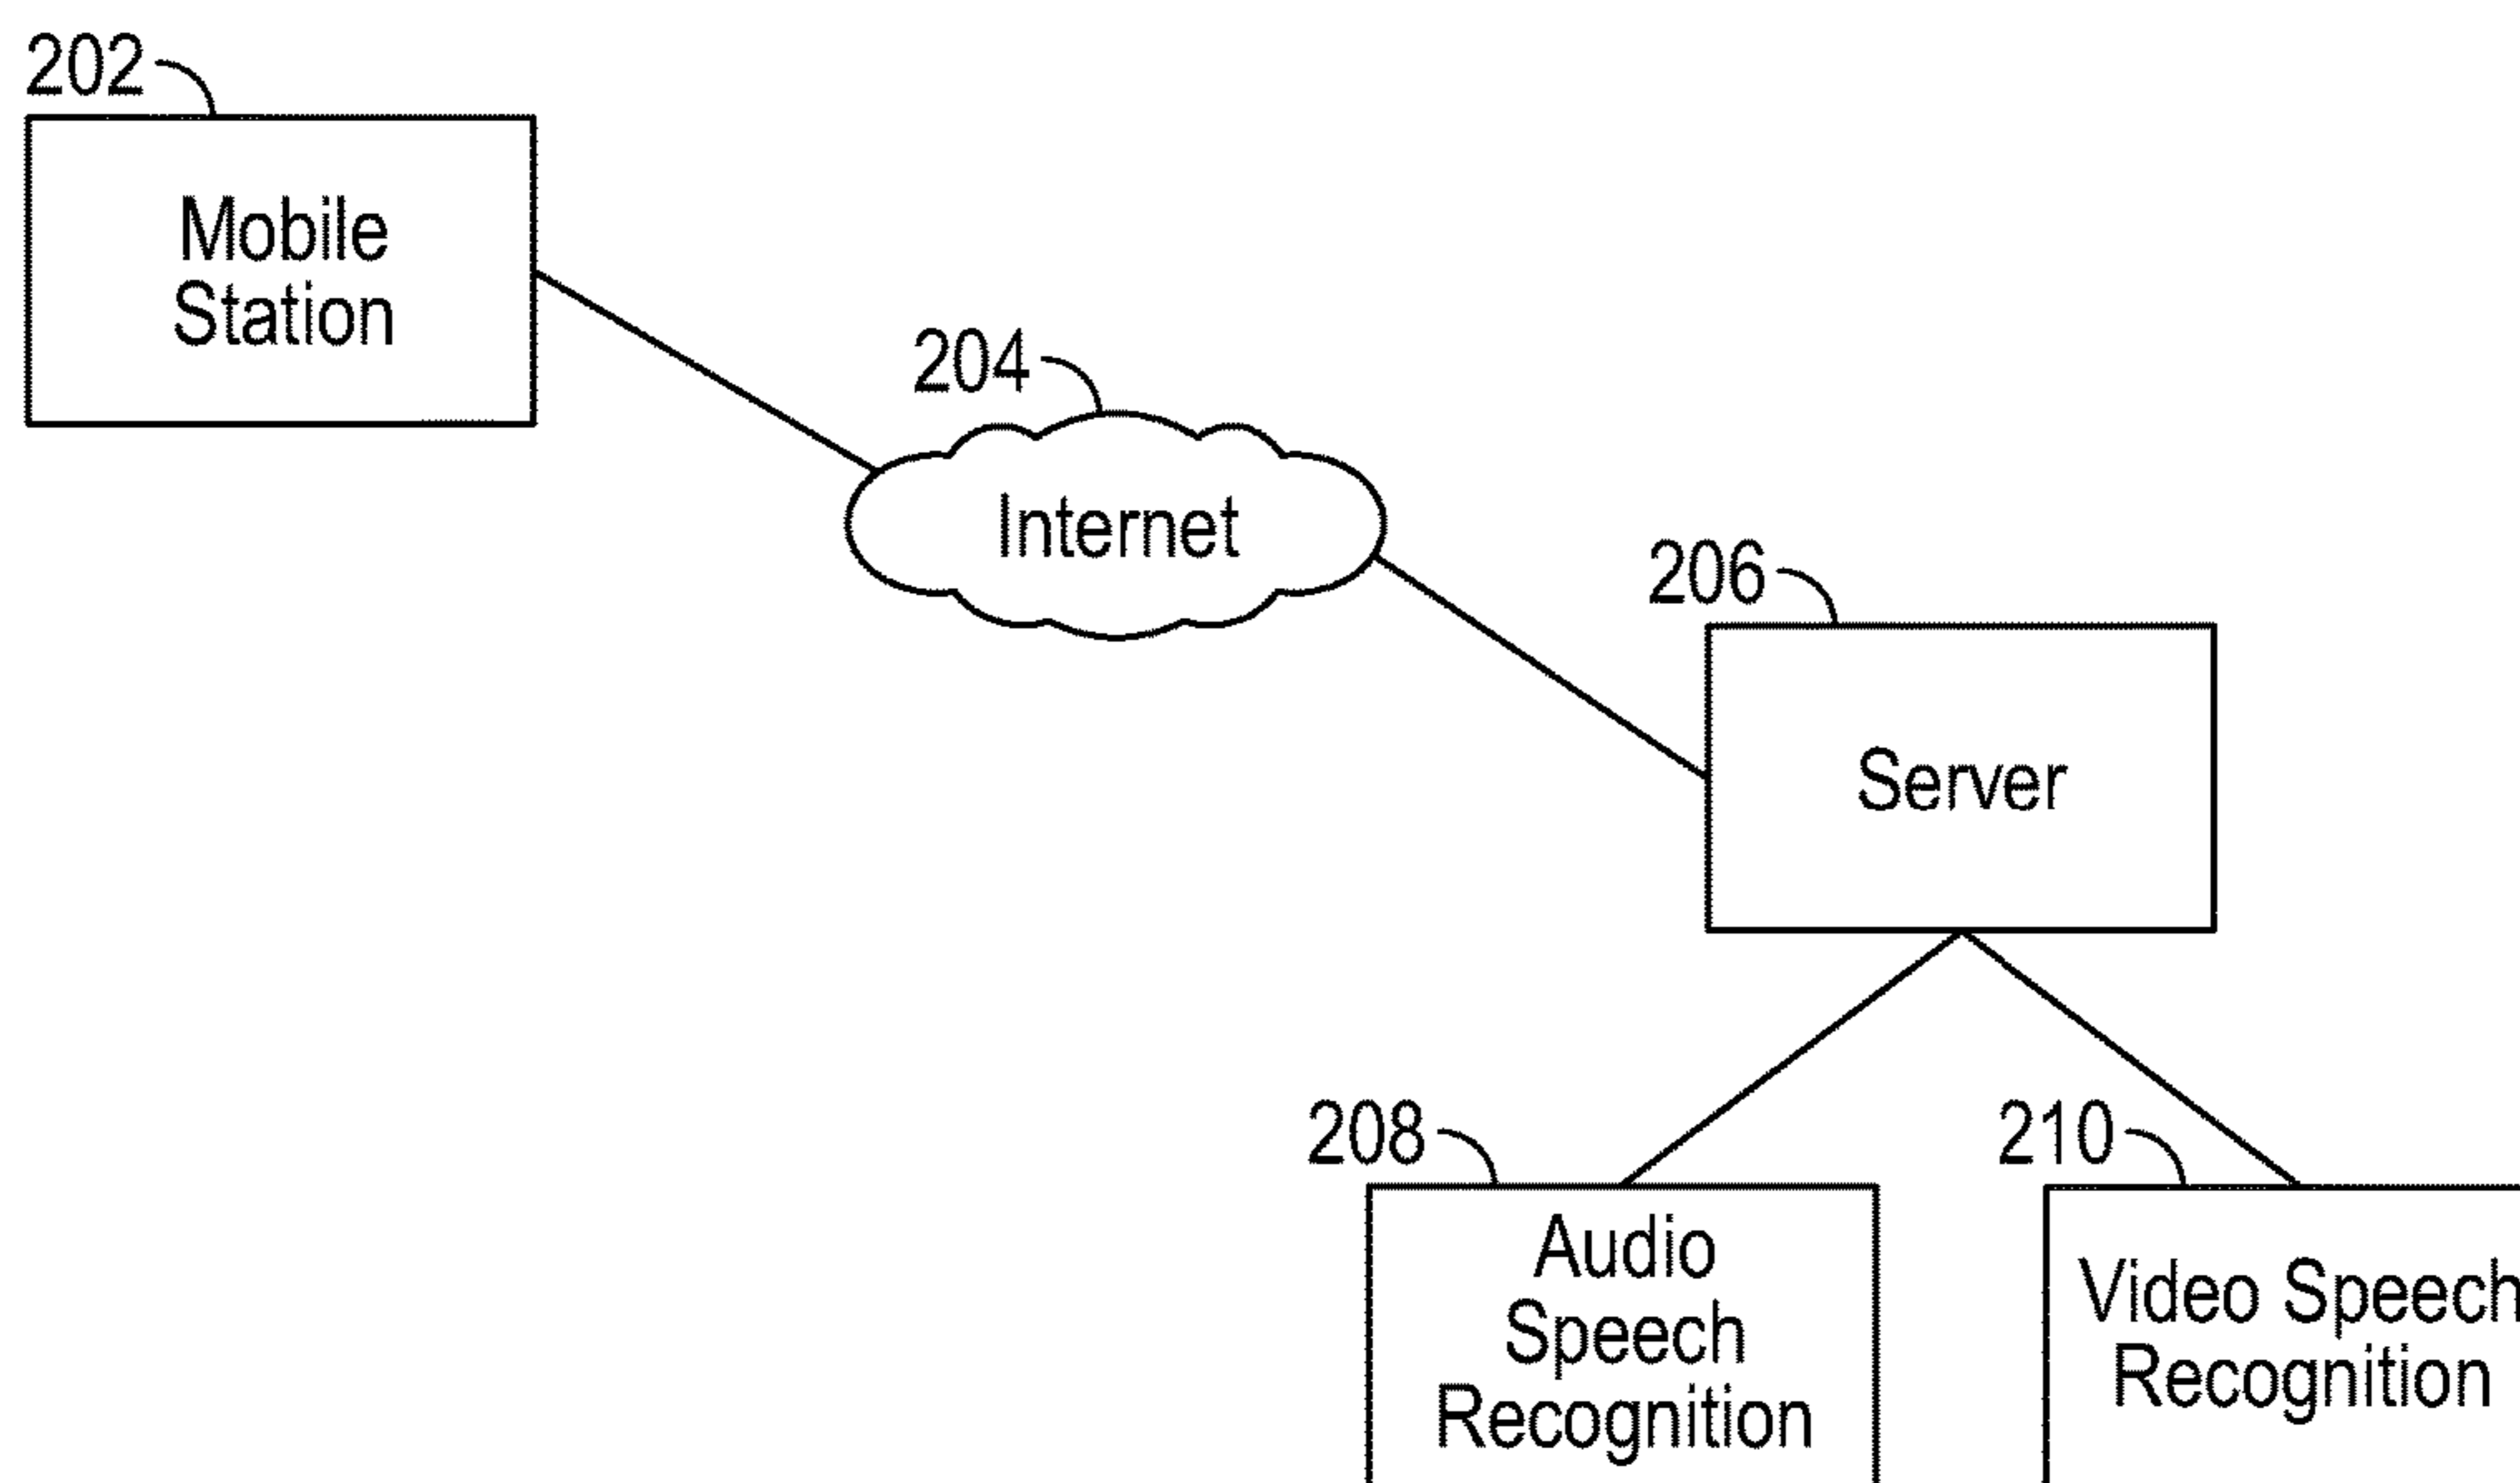 202
Mobile
Station
204
Internet
206
Server
208
Audio
Speech
Recognition
210
Video Speech
Recognition